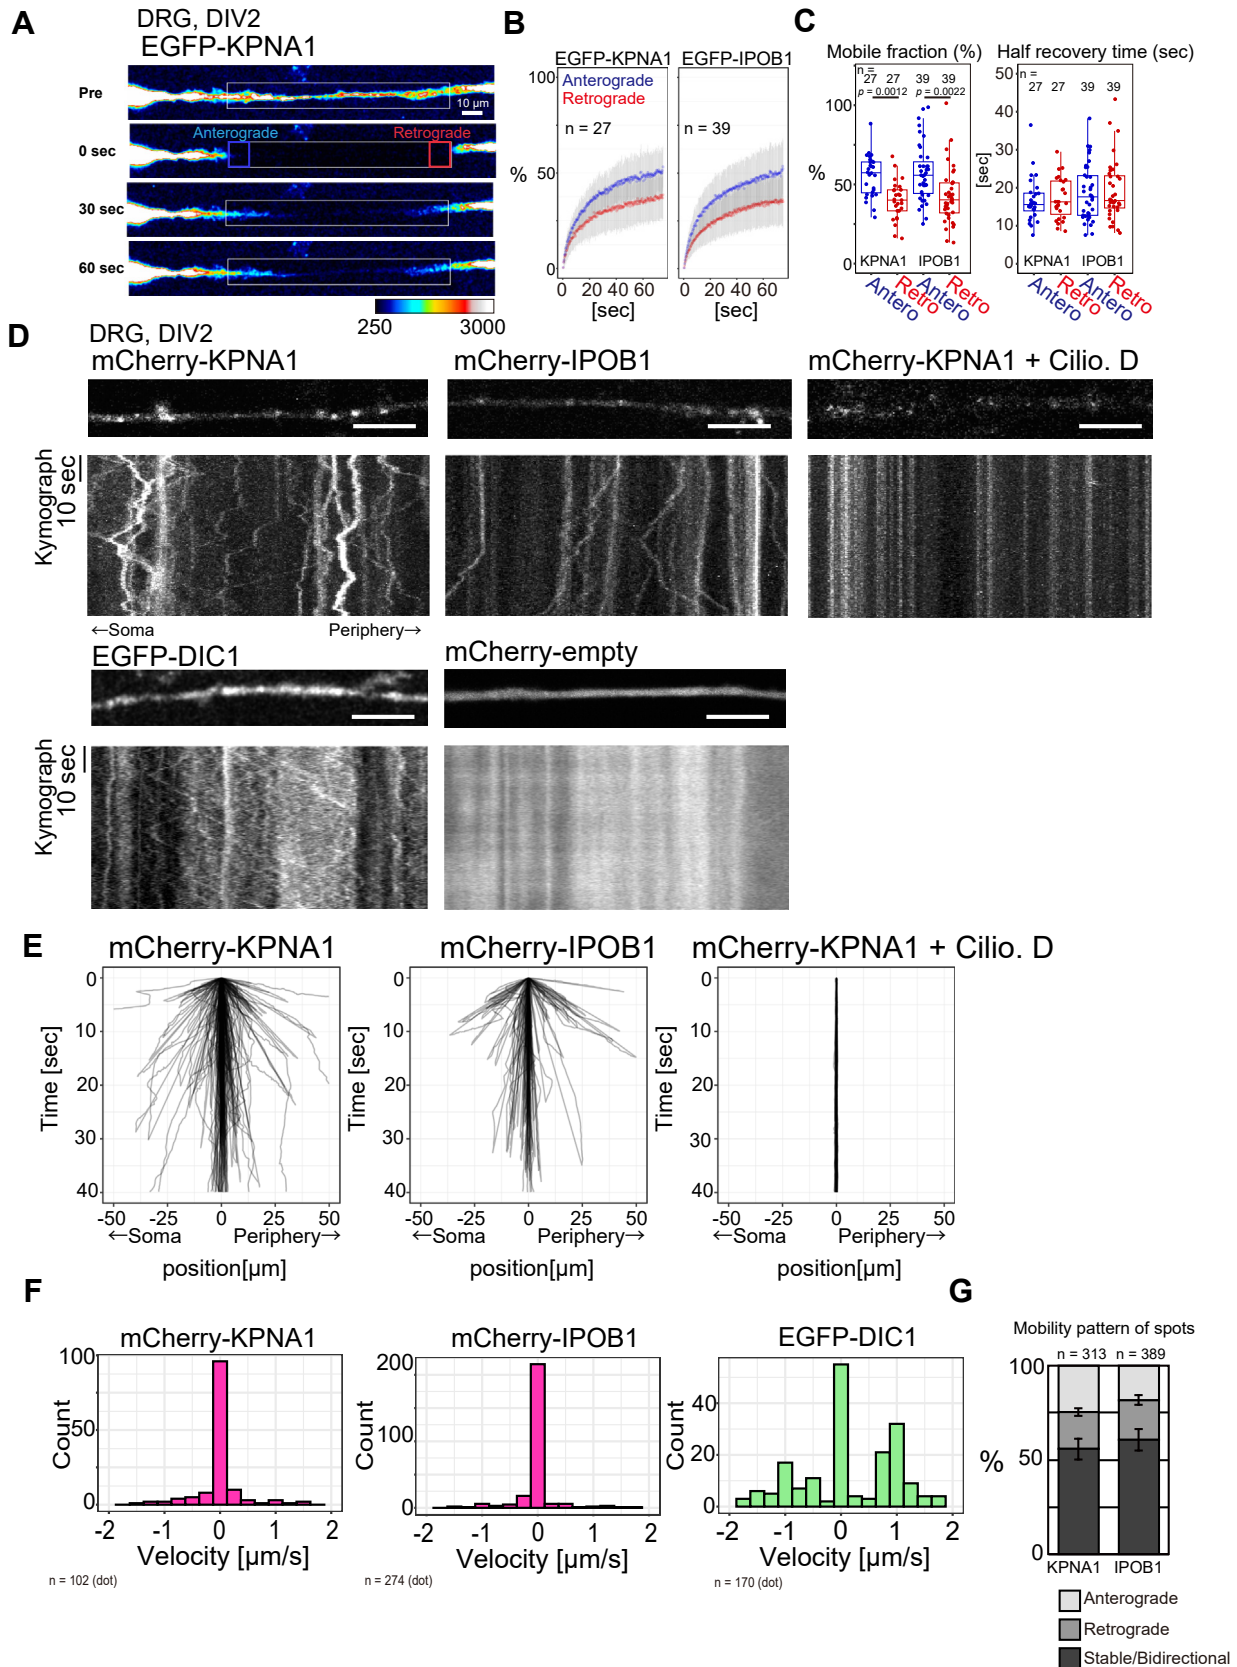 A
DRG, DIV2
EGFP-KPNA1
Pre
10 µm
Anterograde
Retrograde
0 sec
30 sec
60 sec
250
3000
B
EGFP-KPNA1
EGFP-IPOB1
Anterograde
Retrograde
n = 27
n = 39
100
50
0
%
0 20 40 60
0 20 40 60
[sec]
[sec]
C
Mobile fraction (%)
Half recovery time (sec)
n =
27 27 39 39
p = 0.0012
p = 0.0022
100
50
0
%
KPNA1
IPOB1
Antero
Retro
Antero
Retro
n =
27 27 39 39
50
40
30
20
10
0
[sec]
KPNA1
IPOB1
Antero
Retro
Antero
Retro
D
DRG, DIV2
mCherry-KPNA1
mCherry-IPOB1
mCherry-KPNA1 + Cilio. D
Kymograph
10 sec
←Soma
Periphery→
EGFP-DIC1
mCherry-empty
Kymograph
10 sec
E
mCherry-KPNA1
mCherry-IPOB1
mCherry-KPNA1 + Cilio. D
Time [sec]
0
10
20
30
40
-50 -25 0 25 50
←Soma
Periphery→
position[µm]
Time [sec]
0
10
20
30
40
-50 -25 0 25 50
←Soma
Periphery→
position[µm]
Time [sec]
0
10
20
30
40
-50 -25 0 25 50
←Soma
Periphery→
position[µm]
F
mCherry-KPNA1
mCherry-IPOB1
EGFP-DIC1
Count
100
50
0
-2 -1 0 1 2
Velocity [µm/s]
n = 102 (dot)
Count
200
100
0
-2 -1 0 1 2
Velocity [µm/s]
n = 274 (dot)
Count
40
20
0
-2 -1 0 1 2
Velocity [µm/s]
n = 170 (dot)
G
Mobility pattern of spots
n = 313
n = 389
100
50
0
%
KPNA1
IPOB1
Anterograde
Retrograde
Stable/Bidirectional